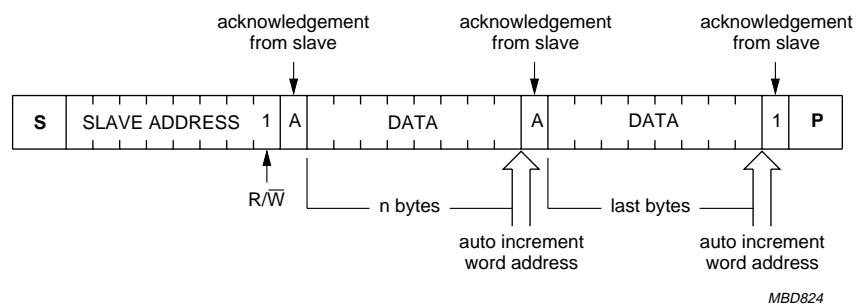 acknowledgement
from slave
acknowledgement
from slave
acknowledgement
from slave
S SLAVE ADDRESS 1 A DATA A DATA 1 P
R/W̅
n bytes
last bytes
auto increment
word address
auto increment
word address
MBD824